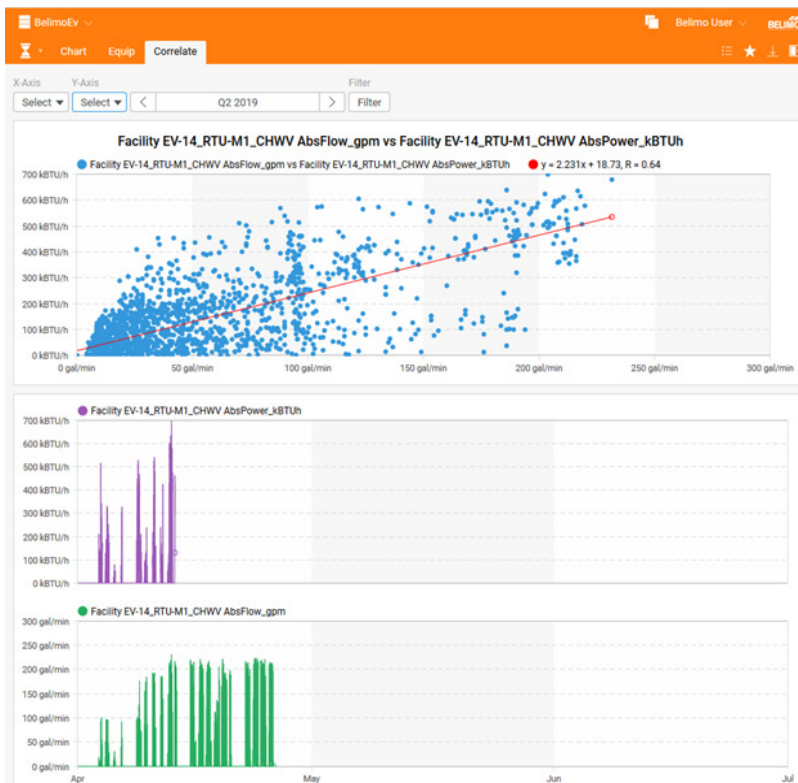 BelimoEv Belimo User BELIMO
Chart Equip Correlate
X-Axis Y-Axis Filter
Select Select Q2 2019 Filter
Facility EV-14_RTU-M1_CHWV AbsFlow_gpm vs Facility EV-14_RTU-M1_CHWV AbsPower_kBTUh
Facility EV-14_RTU-M1_CHWV AbsFlow_gpm vs Facility EV-14_RTU-M1_CHWV AbsPower_kBTUh y = 2.231x + 18.73, R = 0.64
700 kBTU/h
600 kBTU/h
500 kBTU/h
400 kBTU/h
300 kBTU/h
200 kBTU/h
100 kBTU/h
0 kBTU/h
0 gal/min 50 gal/min 100 gal/min 150 gal/min 200 gal/min 250 gal/min 300 gal/min
Facility EV-14_RTU-M1_CHWV AbsPower_kBTUh
700 kBTU/h
600 kBTU/h
500 kBTU/h
400 kBTU/h
300 kBTU/h
200 kBTU/h
100 kBTU/h
0 kBTU/h
Facility EV-14_RTU-M1_CHWV AbsFlow_gpm
300 gal/min
250 gal/min
200 gal/min
150 gal/min
100 gal/min
50 gal/min
0 gal/min
Apr May Jun Jul